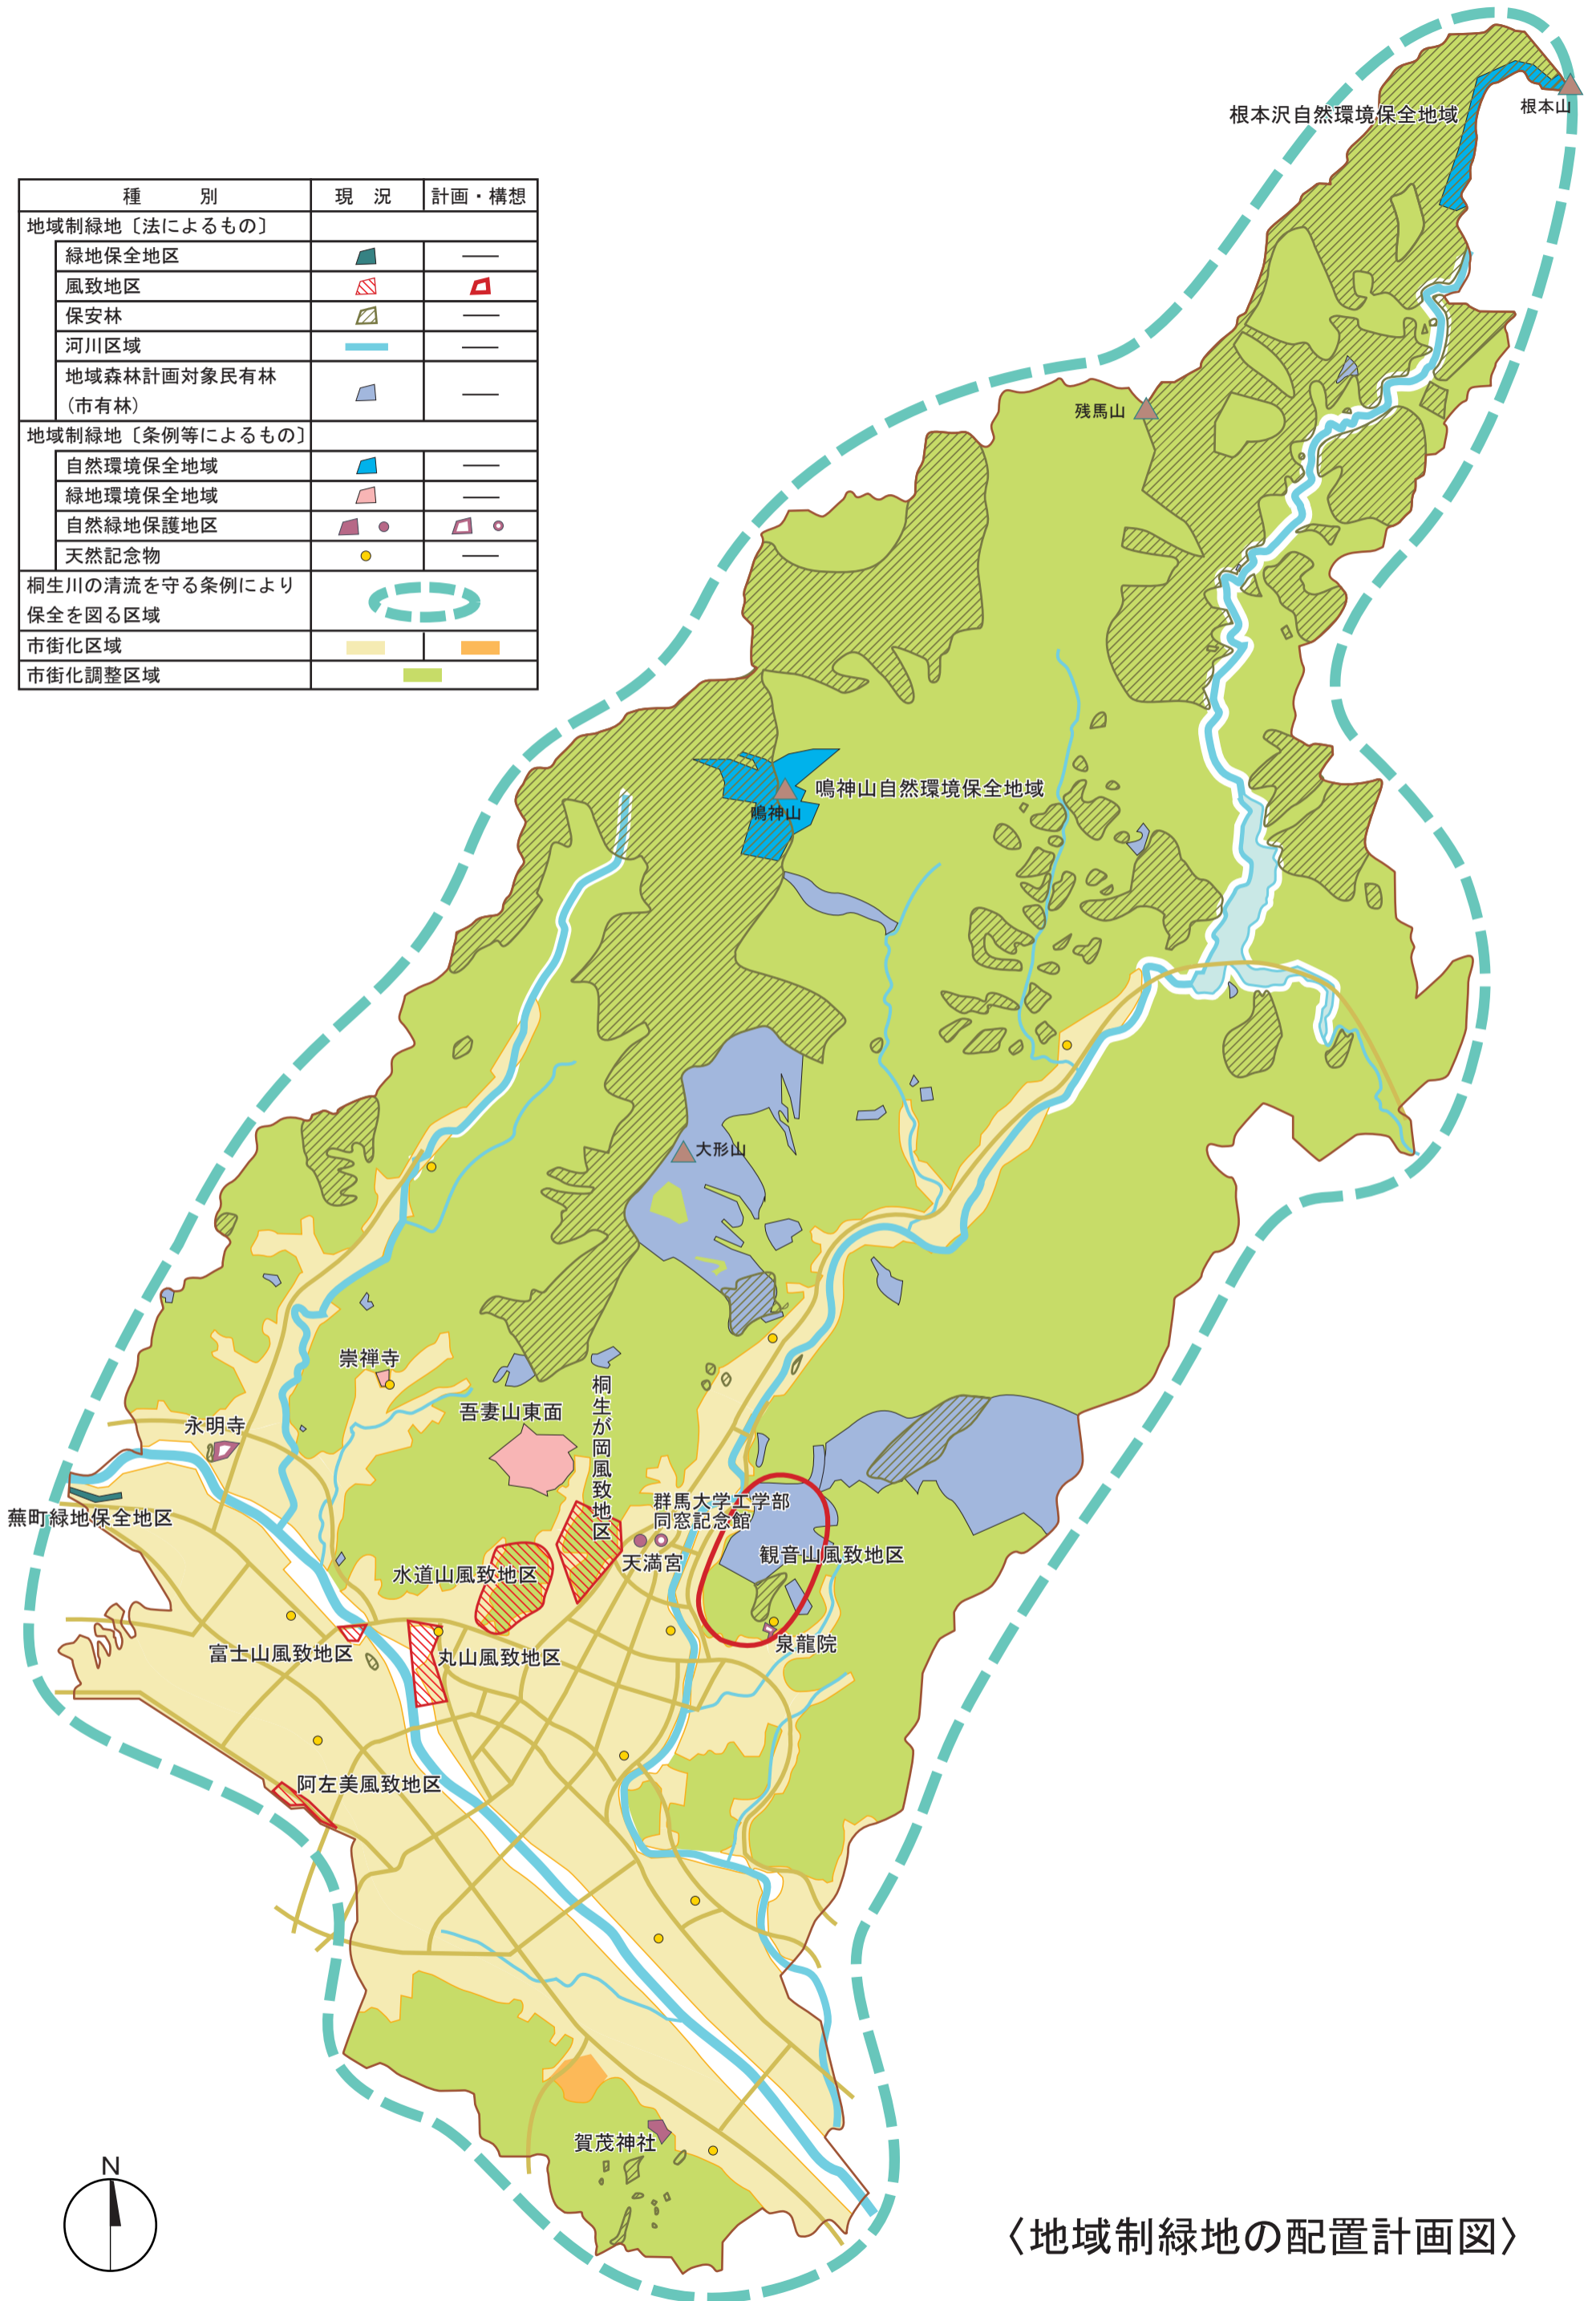 種　別　現　況　計画・構想
地域制緑地〔法によるもの〕
緑地保全地区
風致地区
保安林
河川区域
地域森林計画対象民有林
（市有林）
地域制緑地〔条例等によるもの〕
自然環境保全地域
緑地環境保全地域
自然緑地保護地区
天然記念物
桐生川の清流を守る条例により
保全を図る区域
市街化区域
市街化調整区域
根本沢自然環境保全地域
根本山
残馬山
鳴神山自然環境保全地域
鳴神山
大形山
崇禅寺
永明寺
吾妻山東面
桐生が岡風致地区
蕪町緑地保全地区
群馬大学工学部
同窓記念館
天満宮
水道山風致地区
観音山風致地区
泉龍院
富士山風致地区
丸山風致地区
阿左美風致地区
賀茂神社
N
〈地域制緑地の配置計画図〉